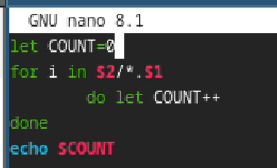 GNU nano 8.1
let COUNT=0
for i in $2/*.$1
do let COUNT++
done
echo $COUNT